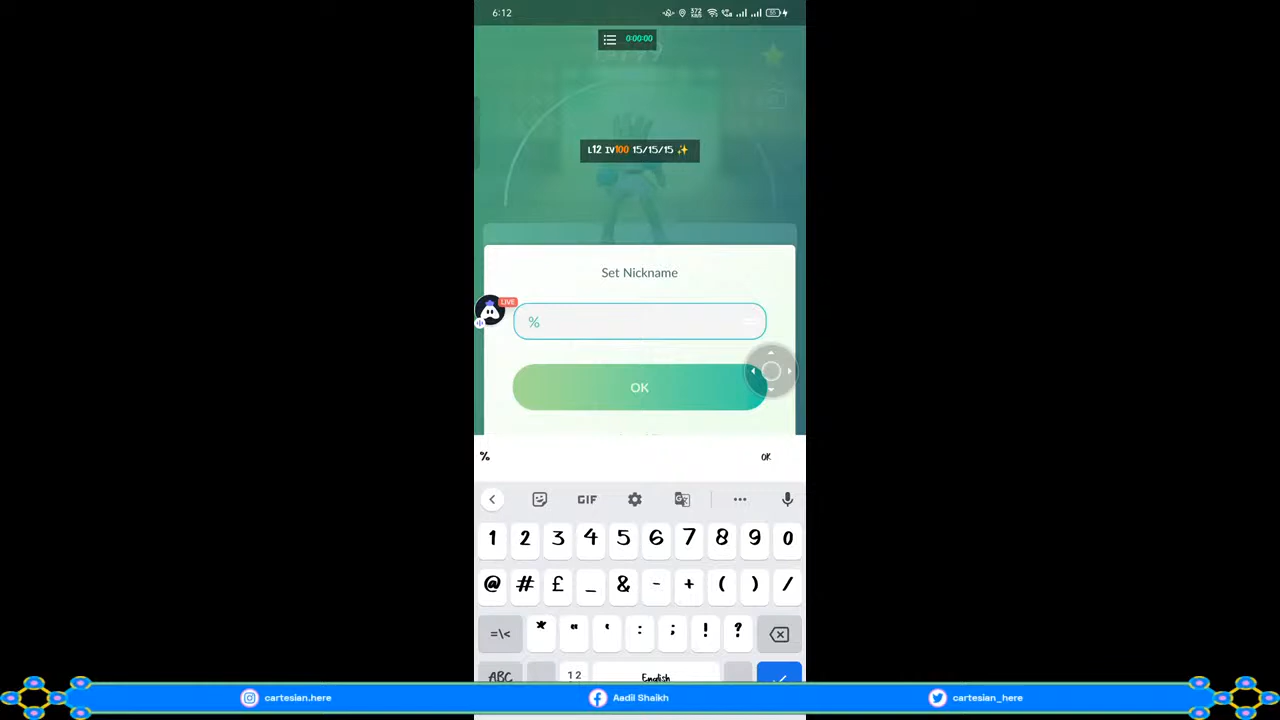 6:12
0:00:00
L12 IV100 15/15/15 ✨
Set Nickname
LIVE
%
OK
% OK
GIF
1 2 3 4 5 6 7 8 9 0
@ # £ _ & - + ( ) /
=\< * " ' : ; ! ?
ABC 12 English
cartesian.here Aadil Shaikh cartesian_here